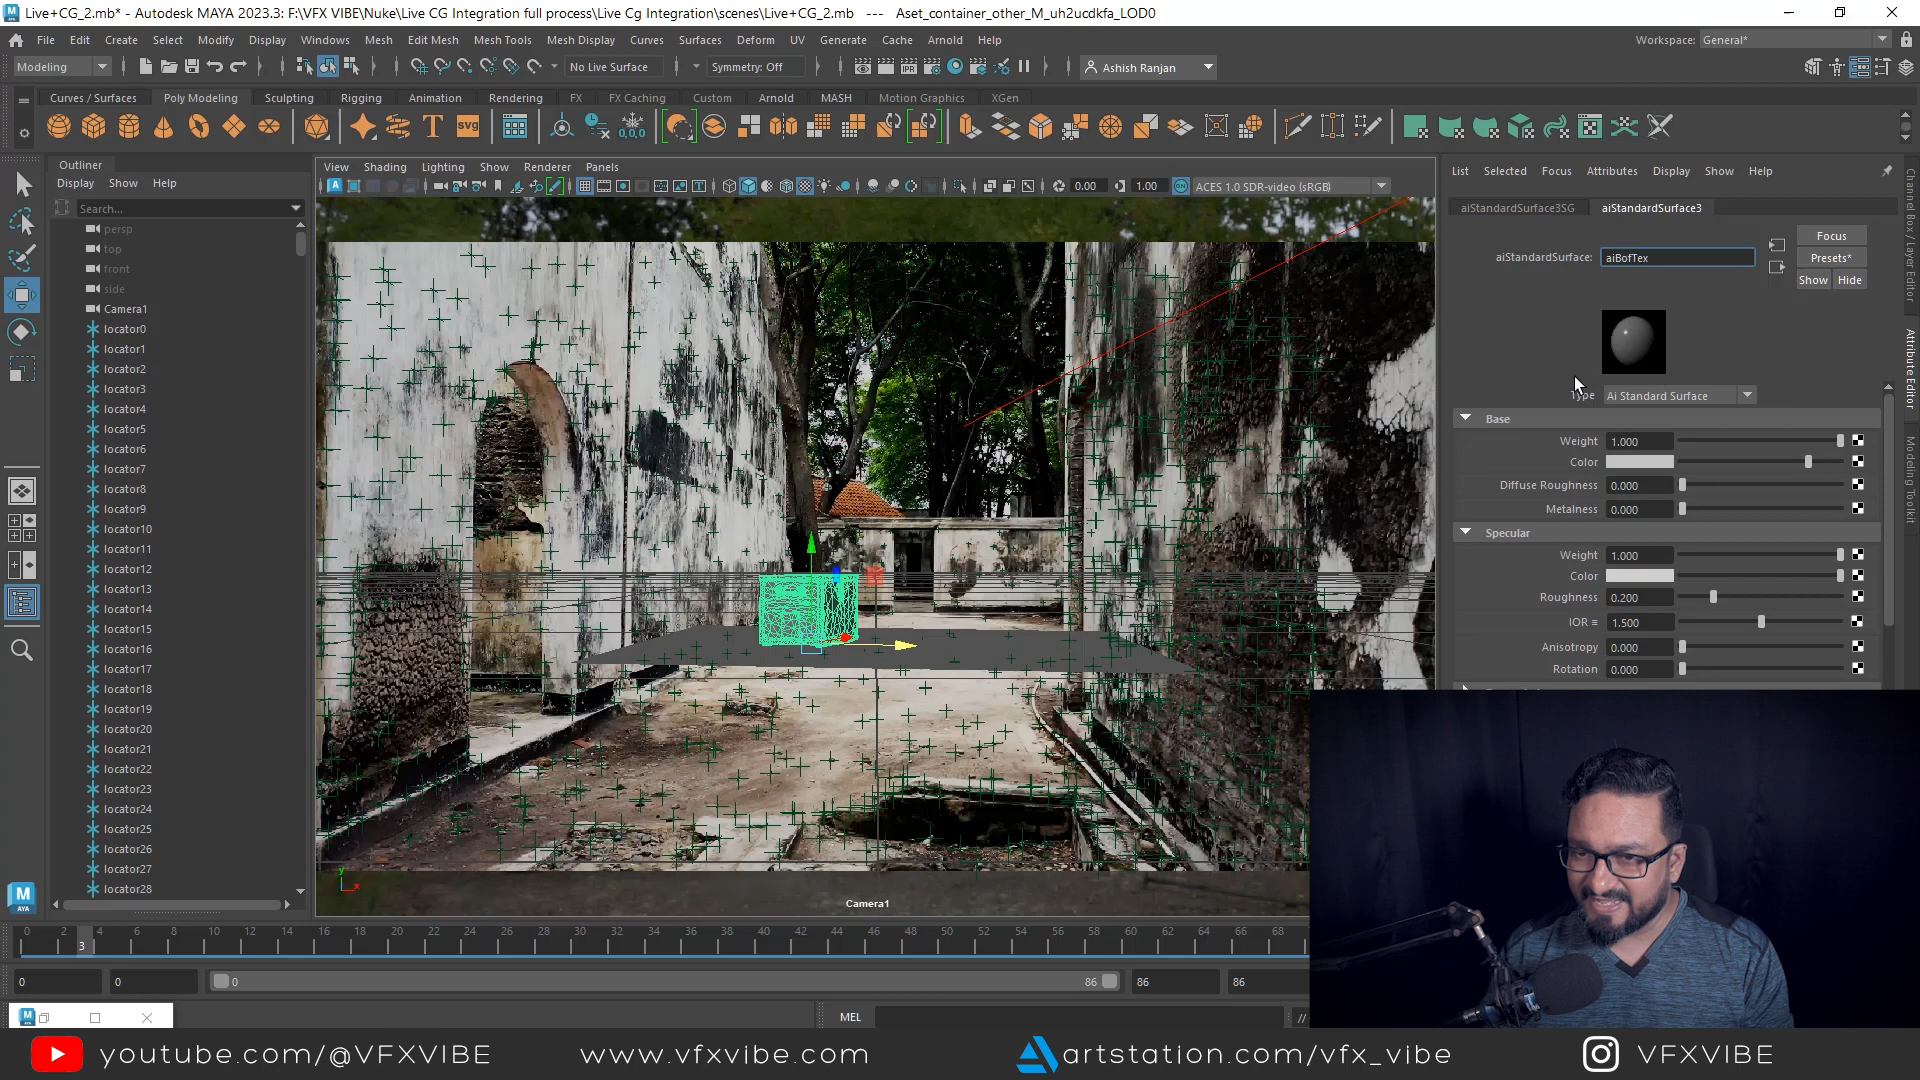 Live+CG_2.mb* - Autodesk MAYA 2023.3: F:\VFX VIBE\Nuke\Live CG Integration full process\Live Cg Integration\scenes\Live+CG_2.mb --- Aset_container_other_M_uh2ucdkfa_LOD0
File Edit Create Select Modify Display Windows Mesh Edit Mesh Mesh Tools Mesh Display Curves Surfaces Deform UV Generate Cache Arnold Help Workspace: General*
Modeling No Live Surface Symmetry: Off Ashish Ranjan
Curves / Surfaces Poly Modeling Sculpting Rigging Animation Rendering FX FX Caching Custom Arnold MASH Motion Graphics XGen
Outliner
Display Show Help
Search...
persp
top
front
side
Camera1
locator0
locator1
locator2
locator3
locator4
locator5
locator6
locator7
locator8
locator9
locator10
locator11
locator12
locator13
locator14
locator15
locator16
locator17
locator18
locator19
locator20
locator21
locator22
locator23
locator24
locator25
locator26
locator27
locator28
View Shading Lighting Show Renderer Panels
0.00 1.00 ACES 1.0 SDR-video (sRGB)
Camera1
List Selected Focus Attributes Display Show Help
aiStandardSurface3SG aiStandardSurface3
aiStandardSurface: aiBofTex
Focus
Presets*
Show Hide
Type Ai Standard Surface
Base
Weight 1.000
Color
Diffuse Roughness 0.000
Metalness 0.000
Specular
Weight 1.000
Color
Roughness 0.200
IOR 1.500
Anisotropy 0.000
Rotation 0.000
Channel Box / Layer Editor
Attribute Editor
Modeling Toolkit
0 2 4 6 8 10 12 14 16 18 20 22 24 26 28 30 32 34 36 38 40 42 44 46 48 50 52 54 56 58 60 62 64 66 68
3
0 0 0 86 86 86
MEL //
youtube.com/@VFXVIBE www.vfxvibe.com artstation.com/vfx_vibe VFXVIBE